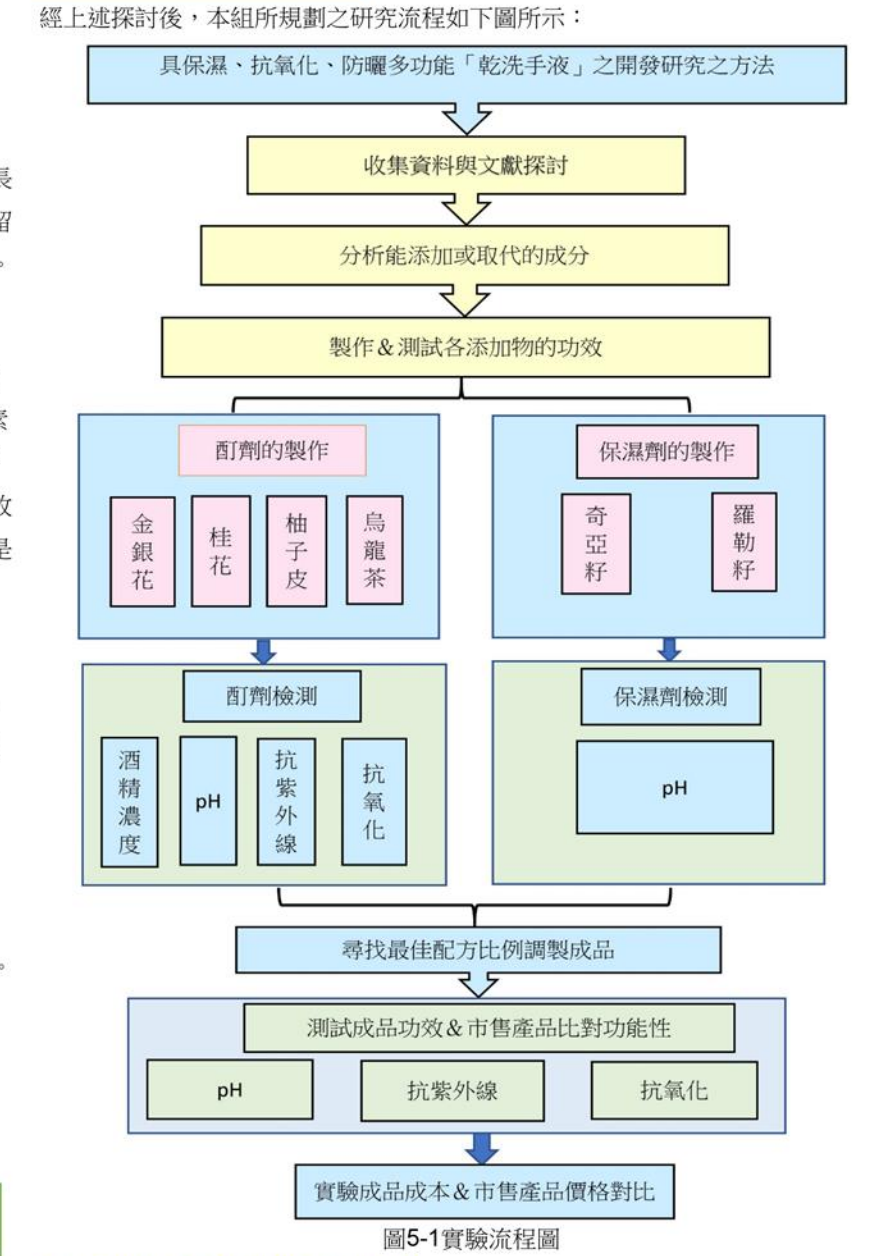 經上述探討後，本組所規劃之研究流程如下圖所示：
具保濕、抗氧化、防曬多功能「乾洗手液」之開發研究之方法
收集資料與文獻探討
分析能添加或取代的成分
製作＆測試各添加物的功效
酊劑的製作
金銀花
桂花
柚子皮
烏龍茶
保濕劑的製作
奇亞籽
羅勒籽
酊劑檢測
酒精濃度
pH
抗紫外線
抗氧化
保濕劑檢測
pH
尋找最佳配方比例調製成品
測試成品功效＆市售產品比對功能性
pH
抗紫外線
抗氧化
實驗成品成本＆市售產品價格對比
圖5-1實驗流程圖